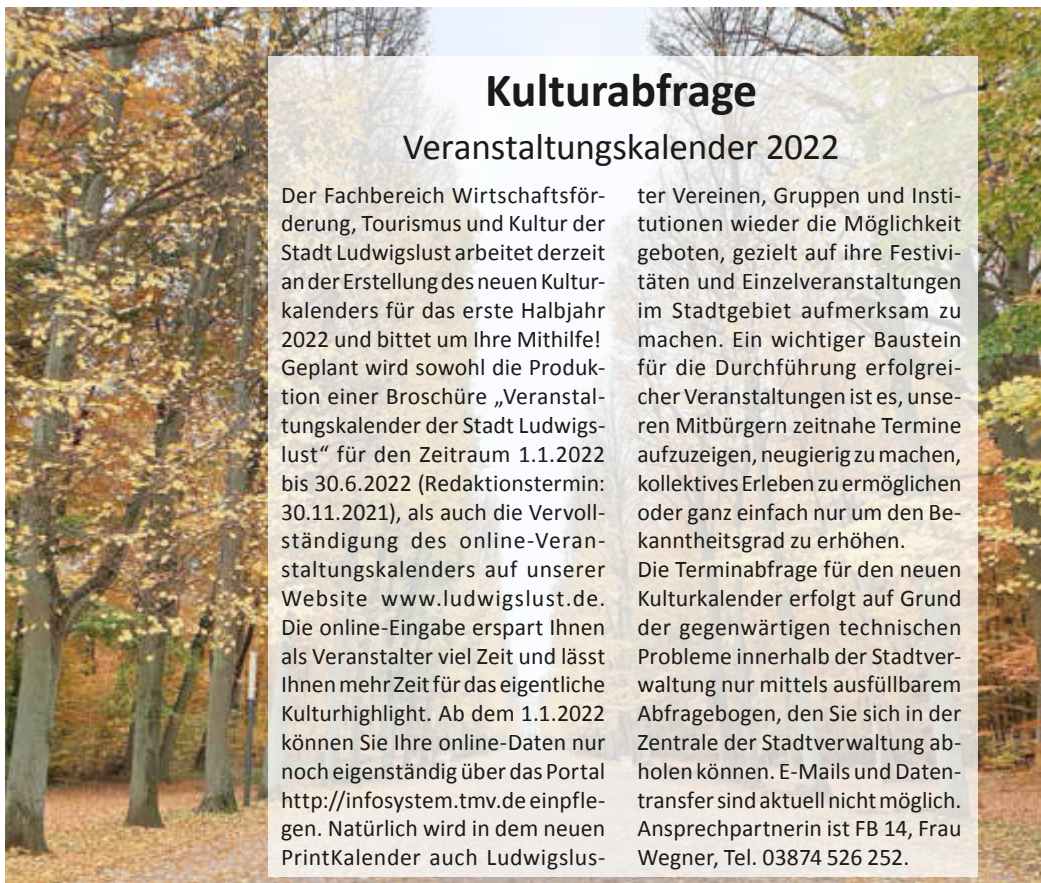 Kulturabfrage
Veranstaltungskalender 2022
Der Fachbereich Wirtschaftsför-
derung, Tourismus und Kultur der
Stadt Ludwigslust arbeitet derzeit
an der Erstellung des neuen Kultur-
kalenders für das erste Halbjahr
2022 und bittet um Ihre Mithilfe!
Geplant wird sowohl die Produk-
tion einer Broschüre „Veranstal-
tungskalender der Stadt Ludwigs-
lust“ für den Zeitraum 1.1.2022
bis 30.6.2022 (Redaktionstermin:
30.11.2021), als auch die Vervoll-
ständigung des online-Veran-
staltungskalenders auf unserer
Website www.ludwigslust.de.
Die online-Eingabe erspart Ihnen
als Veranstalter viel Zeit und lässt
Ihnen mehr Zeit für das eigentliche
Kulturhighlight. Ab dem 1.1.2022
können Sie Ihre online-Daten nur
noch eigenständig über das Portal
http://infosystem.tmv.de einpfle-
gen. Natürlich wird in dem neuen
PrintKalender auch Ludwigslus-
ter Vereinen, Gruppen und Insti-
tutionen wieder die Möglichkeit
geboten, gezielt auf ihre Festivi-
täten und Einzelveranstaltungen
im Stadtgebiet aufmerksam zu
machen. Ein wichtiger Baustein
für die Durchführung erfolgrei-
cher Veranstaltungen ist es, unse-
ren Mitbürgern zeitnahe Termine
aufzuzeigen, neugierig zu machen,
kollektives Erleben zu ermöglichen
oder ganz einfach nur um den Be-
kanntheitsgrad zu erhöhen.
Die Terminabfrage für den neuen
Kulturkalender erfolgt auf Grund
der gegenwärtigen technischen
Probleme innerhalb der Stadtver-
waltung nur mittels ausfüllbarem
Abfragebogen, den Sie sich in der
Zentrale der Stadtverwaltung ab-
holen können. E-Mails und Daten-
transfer sind aktuell nicht möglich.
Ansprechpartnerin ist FB 14, Frau
Wegner, Tel. 03874 526 252.